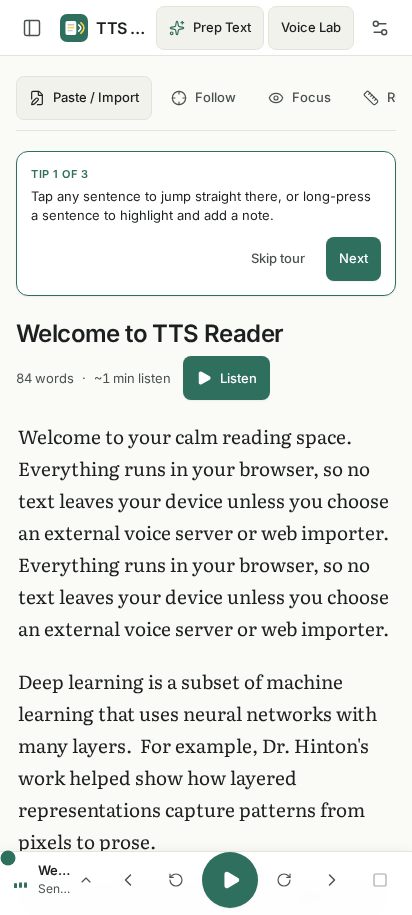 TTS ... Prep Text Voice Lab
Paste / Import Follow Focus R
TIP 1 OF 3
Tap any sentence to jump straight there, or long-press
a sentence to highlight and add a note.
Skip tour Next
Welcome to TTS Reader
84 words · ~1 min listen Listen
Welcome to your calm reading space.
Everything runs in your browser, so no
text leaves your device unless you choose
an external voice server or web importer.
Everything runs in your browser, so no
text leaves your device unless you choose
an external voice server or web importer.
Deep learning is a subset of machine
learning that uses neural networks with
many layers.  For example, Dr. Hinton's
work helped show how layered
representations capture patterns from
pixels to prose.
We...
Sen...